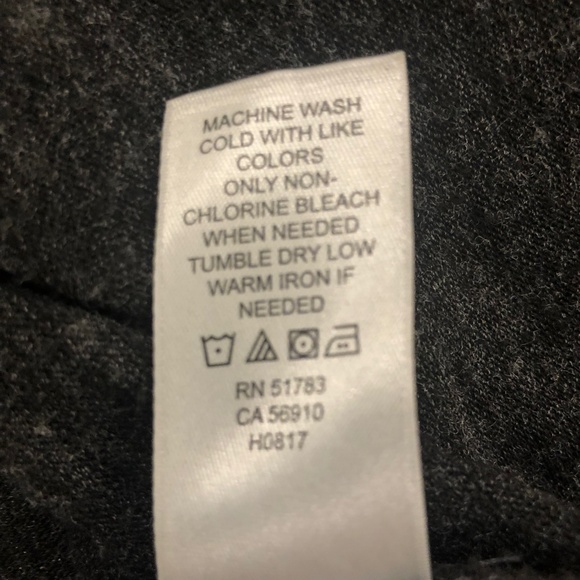 MACHINE WASH
COLD WITH LIKE
COLORS
ONLY NON-
CHLORINE BLEACH
WHEN NEEDED
TUMBLE DRY LOW
WARM IRON IF
NEEDED
RN 51783
CA 56910
H0817